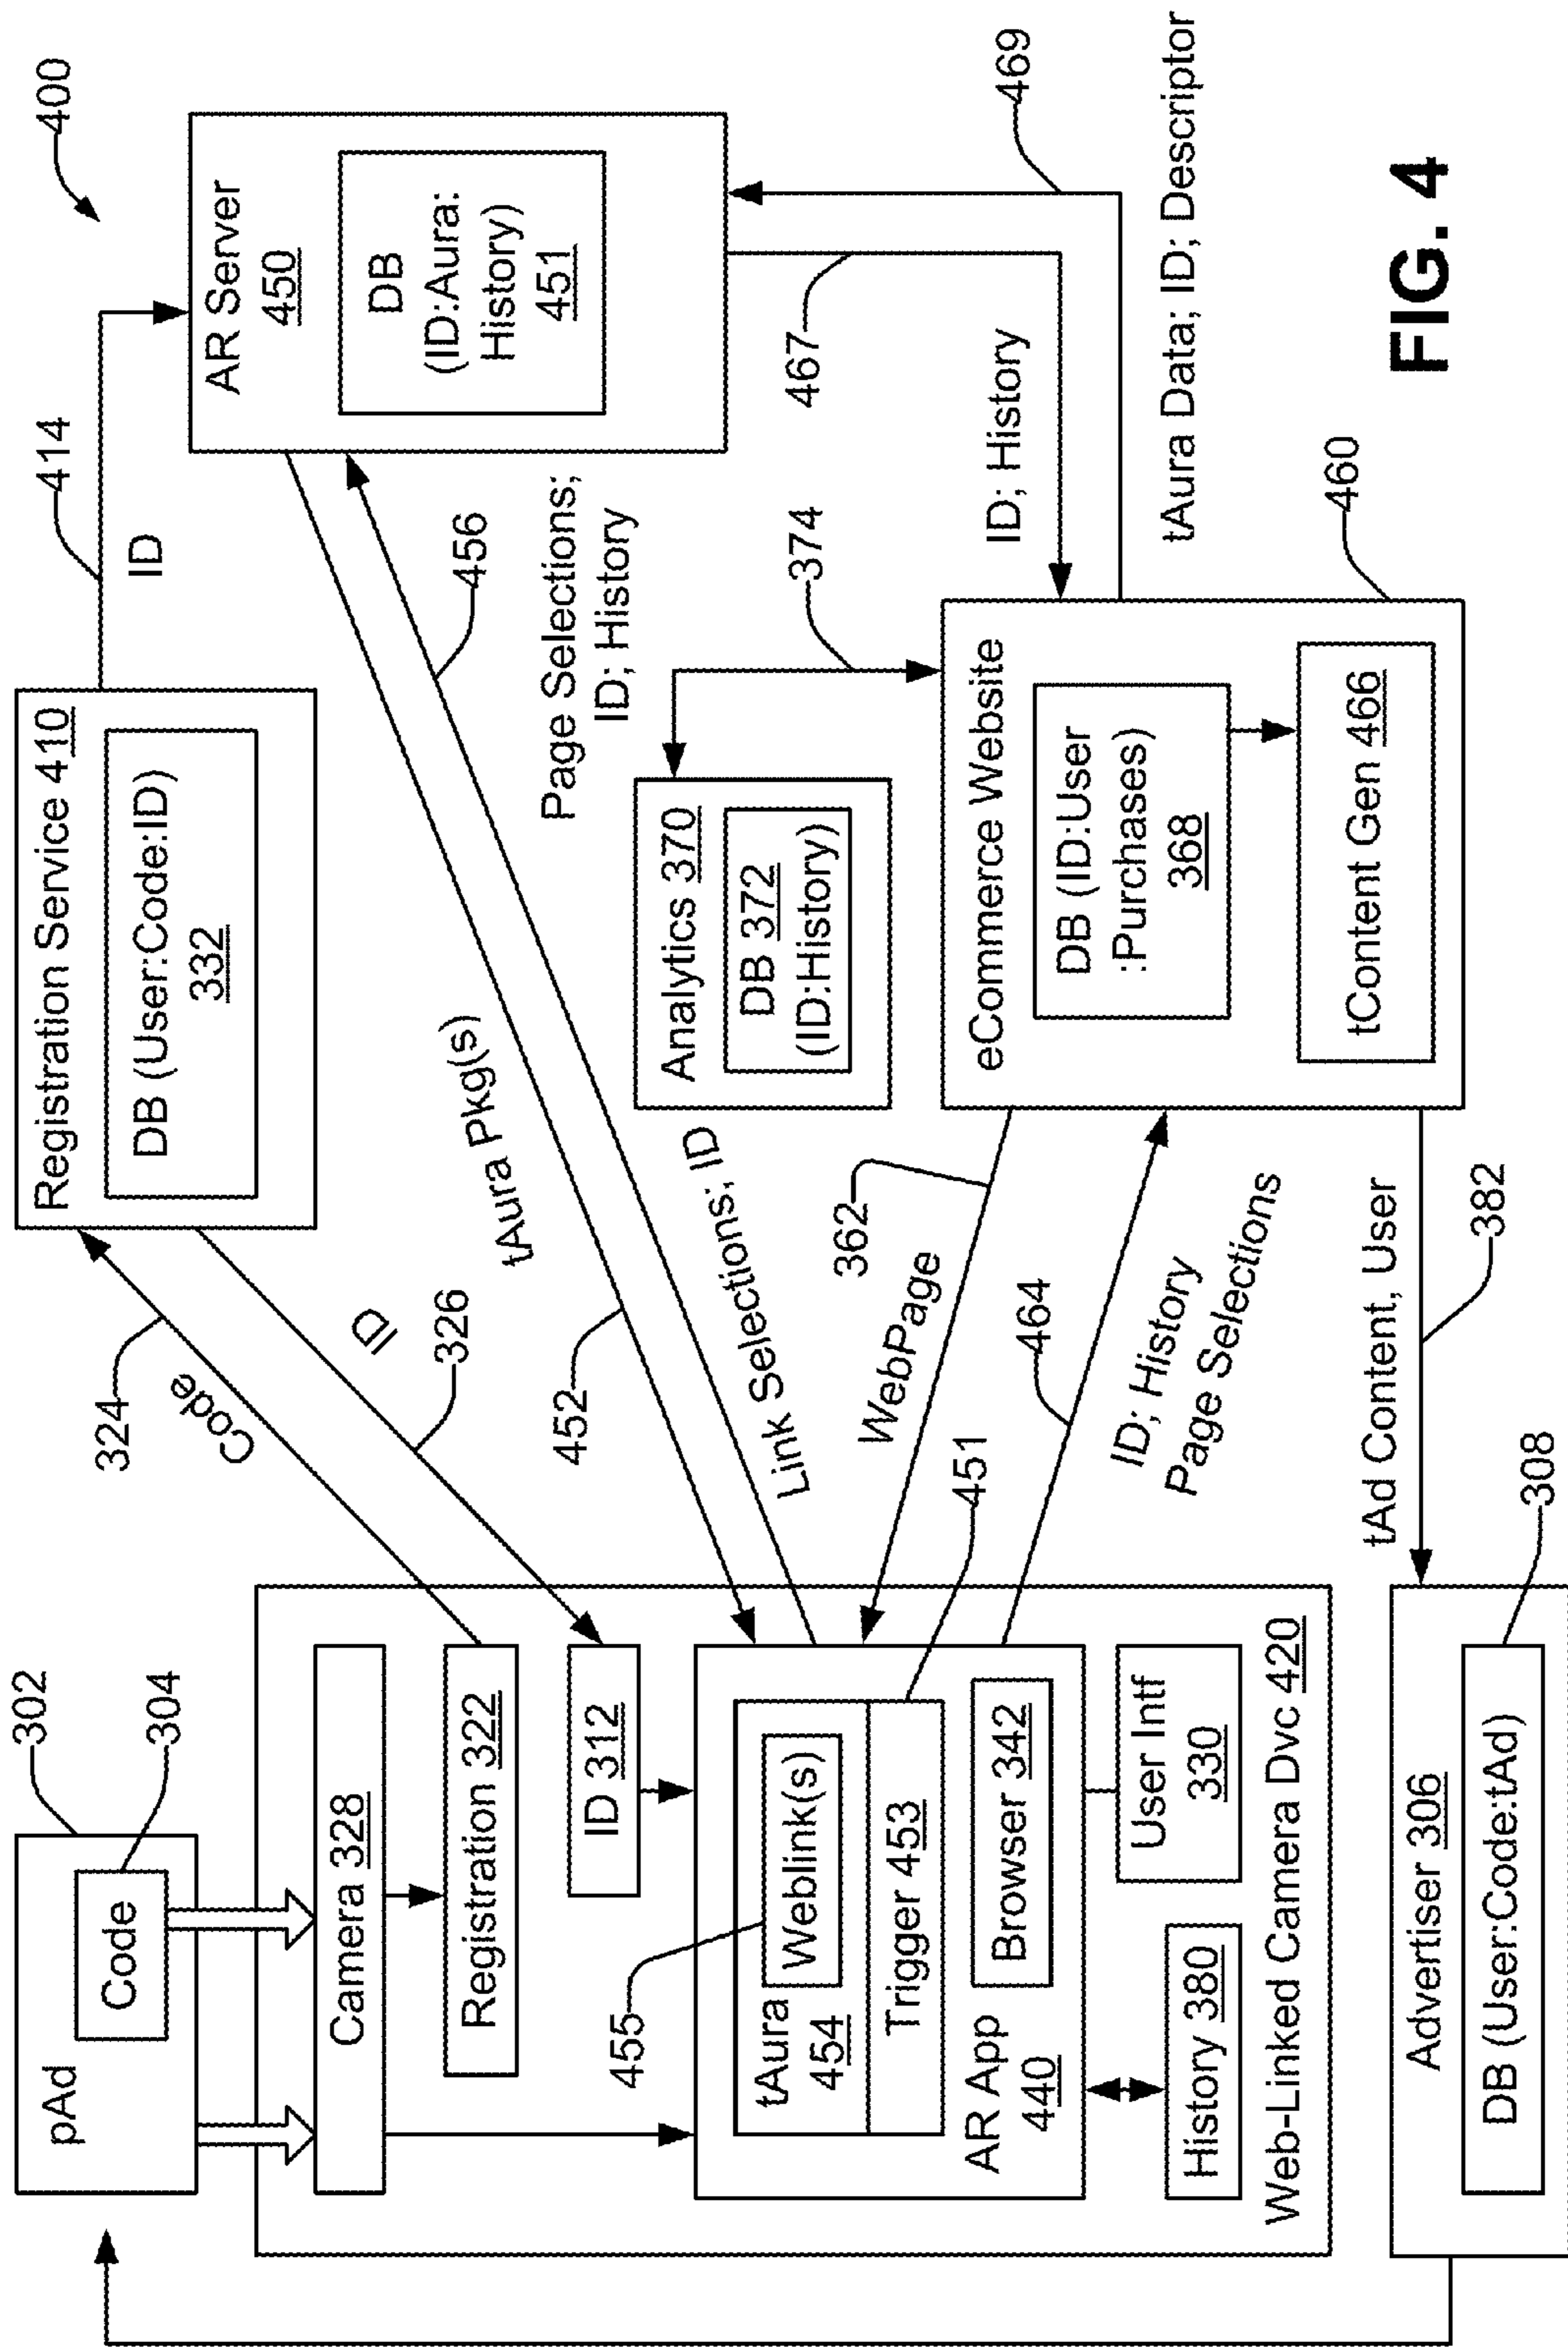 400
302
pAd
Code
304
324
Code
Registration Service 410
DB (User:Code:ID)
332
414
ID
AR Server
450
DB
(ID:Aura:
History)
451
Camera 328
Registration 322
ID
326
ID 312
452
tAura Pkg(s)
456
Page Selections;
ID; History
Link Selections; ID
455
Weblink(s)
tAura
454
Trigger 453
AR App
440
Browser 342
451
History 380
User Intf
330
Web-Linked Camera Dvc 420
362
WebPage
464
ID; History
Page Selections
Analytics 370
DB 372
(ID:History)
374
467
ID; History
469
tAura Data; ID; Descriptor
eCommerce Website
DB (ID:User
:Purchases)
368
tContent Gen 466
460
tAd Content, User
382
Advertiser 306
DB (User:Code:tAd)
308
FIG. 4